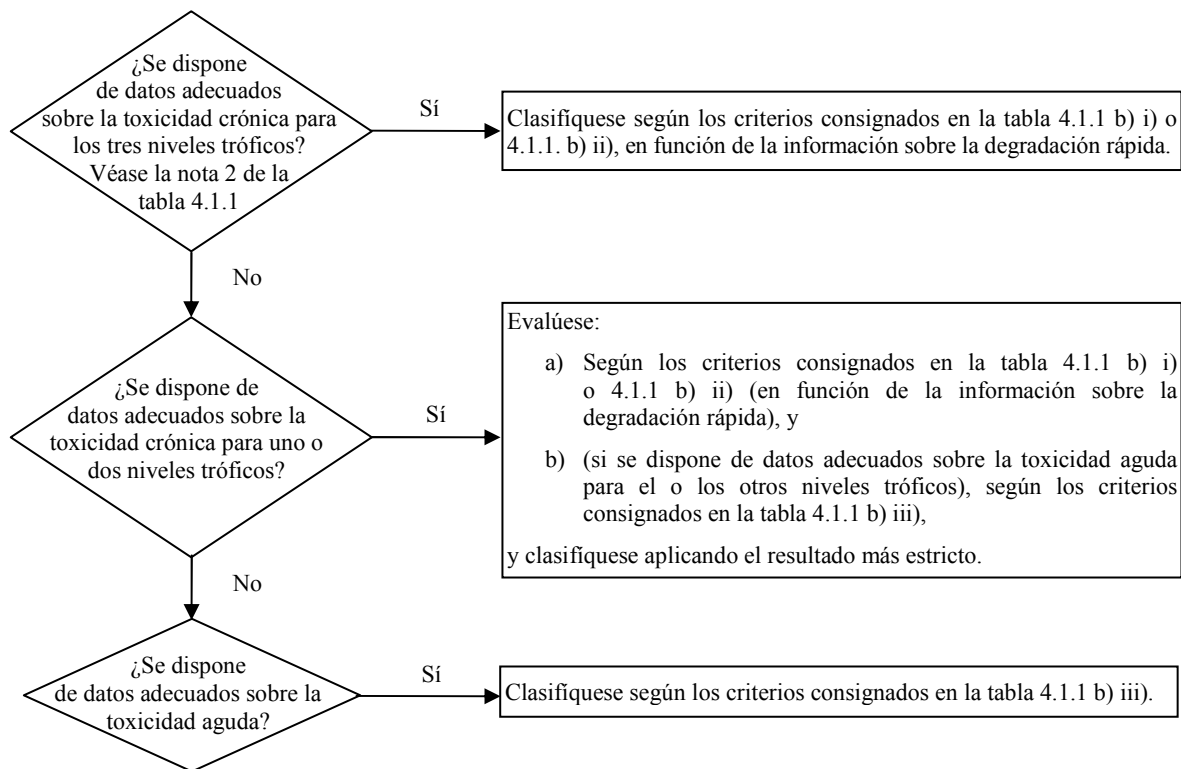 ¿Se dispone
de datos adecuados
sobre la toxicidad crónica para
los tres niveles tróficos?
Véase la nota 2 de la
tabla 4.1.1
Sí
Clasifíquese según los criterios consignados en la tabla 4.1.1 b) i) o
4.1.1. b) ii), en función de la información sobre la degradación rápida.
No
¿Se dispone de
datos adecuados sobre la
toxicidad crónica para uno o
dos niveles tróficos?
Sí
Evalúese:
a) Según los criterios consignados en la tabla 4.1.1 b) i)
o 4.1.1 b) ii) (en función de la información sobre la
degradación rápida), y
b) (si se dispone de datos adecuados sobre la toxicidad aguda
para el o los otros niveles tróficos), según los criterios
consignados en la tabla 4.1.1 b) iii),
y clasifíquese aplicando el resultado más estricto.
No
¿Se dispone
de datos adecuados sobre la
toxicidad aguda?
Sí
Clasifíquese según los criterios consignados en la tabla 4.1.1 b) iii).